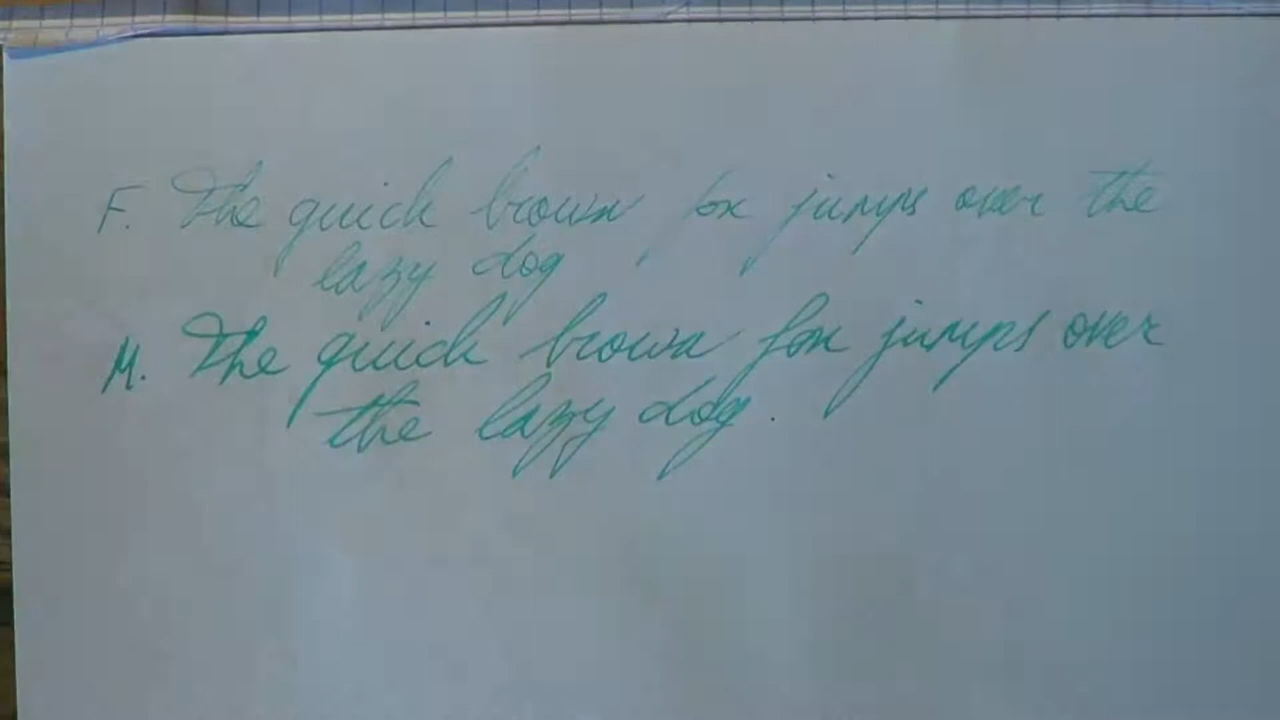 F. The quick brown fox jumps over the
lazy dog
M. The quick brown fox jumps over
the lazy dog.